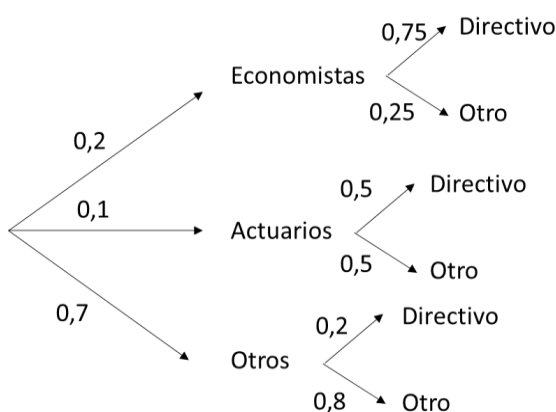 0,75 Directivo
Economistas
0,25 Otro
0,2
0,5 Directivo
0,1
Actuarios
0,5 Otro
0,7
0,2 Directivo
Otros
0,8 Otro